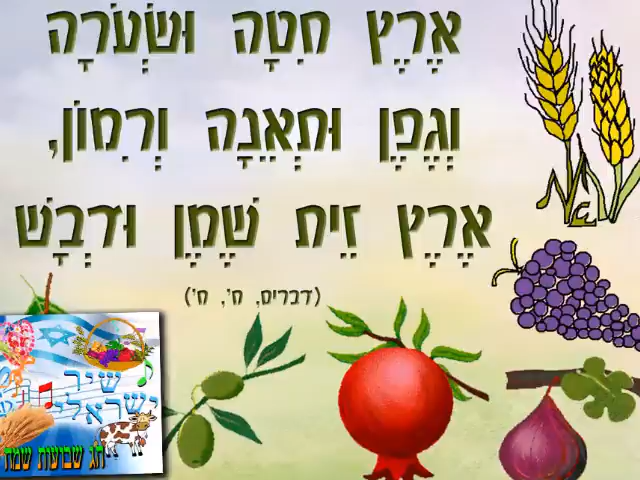 אֶרֶץ חִטָּה וּשְׂעֹרָה
וְגֶפֶן וּתְאֵנָה וְרִמּוֹן,
אֶרֶץ זֵית שֶׁמֶן וּדְבָשׁ
(דברים, ח', ח')
שיר
ישראלי
חג שבועות שמח